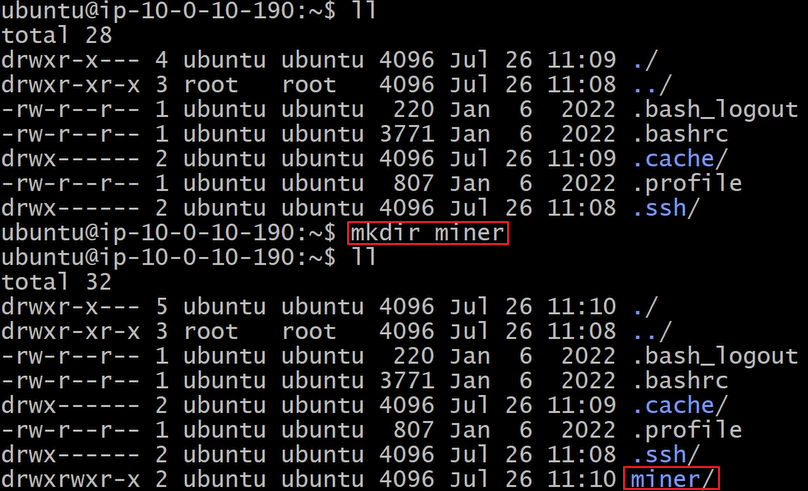 ubuntu@ip-10-0-10-190:~$ ll
total 28
drwxr-x--- 4 ubuntu ubuntu 4096 Jul 26 11:09 ./
drwxr-xr-x 3 root   root   4096 Jul 26 11:08 ../
-rw-r--r-- 1 ubuntu ubuntu  220 Jan  6  2022 .bash_logout
-rw-r--r-- 1 ubuntu ubuntu 3771 Jan  6  2022 .bashrc
drwx------ 2 ubuntu ubuntu 4096 Jul 26 11:09 .cache/
-rw-r--r-- 1 ubuntu ubuntu  807 Jan  6  2022 .profile
drwx------ 2 ubuntu ubuntu 4096 Jul 26 11:08 .ssh/
ubuntu@ip-10-0-10-190:~$ mkdir miner
ubuntu@ip-10-0-10-190:~$ ll
total 32
drwxr-x--- 5 ubuntu ubuntu 4096 Jul 26 11:10 ./
drwxr-xr-x 3 root   root   4096 Jul 26 11:08 ../
-rw-r--r-- 1 ubuntu ubuntu  220 Jan  6  2022 .bash_logout
-rw-r--r-- 1 ubuntu ubuntu 3771 Jan  6  2022 .bashrc
drwx------ 2 ubuntu ubuntu 4096 Jul 26 11:09 .cache/
-rw-r--r-- 1 ubuntu ubuntu  807 Jan  6  2022 .profile
drwx------ 2 ubuntu ubuntu 4096 Jul 26 11:08 .ssh/
drwxrwxr-x 2 ubuntu ubuntu 4096 Jul 26 11:10 miner/